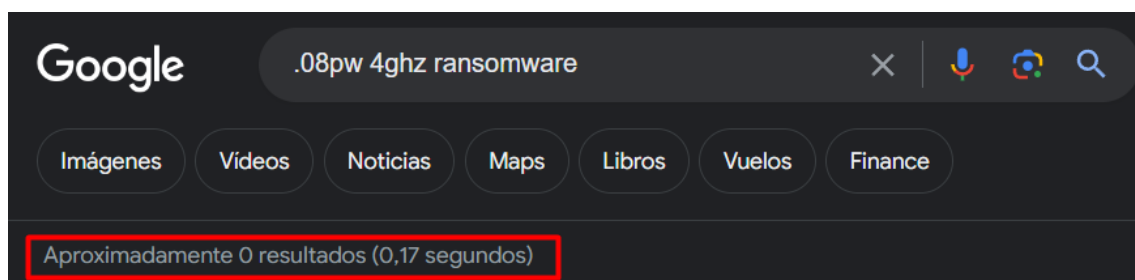 Google .08pw 4ghz ransomware
Imágenes Vídeos Noticias Maps Libros Vuelos Finance
Aproximadamente 0 resultados (0,17 segundos)